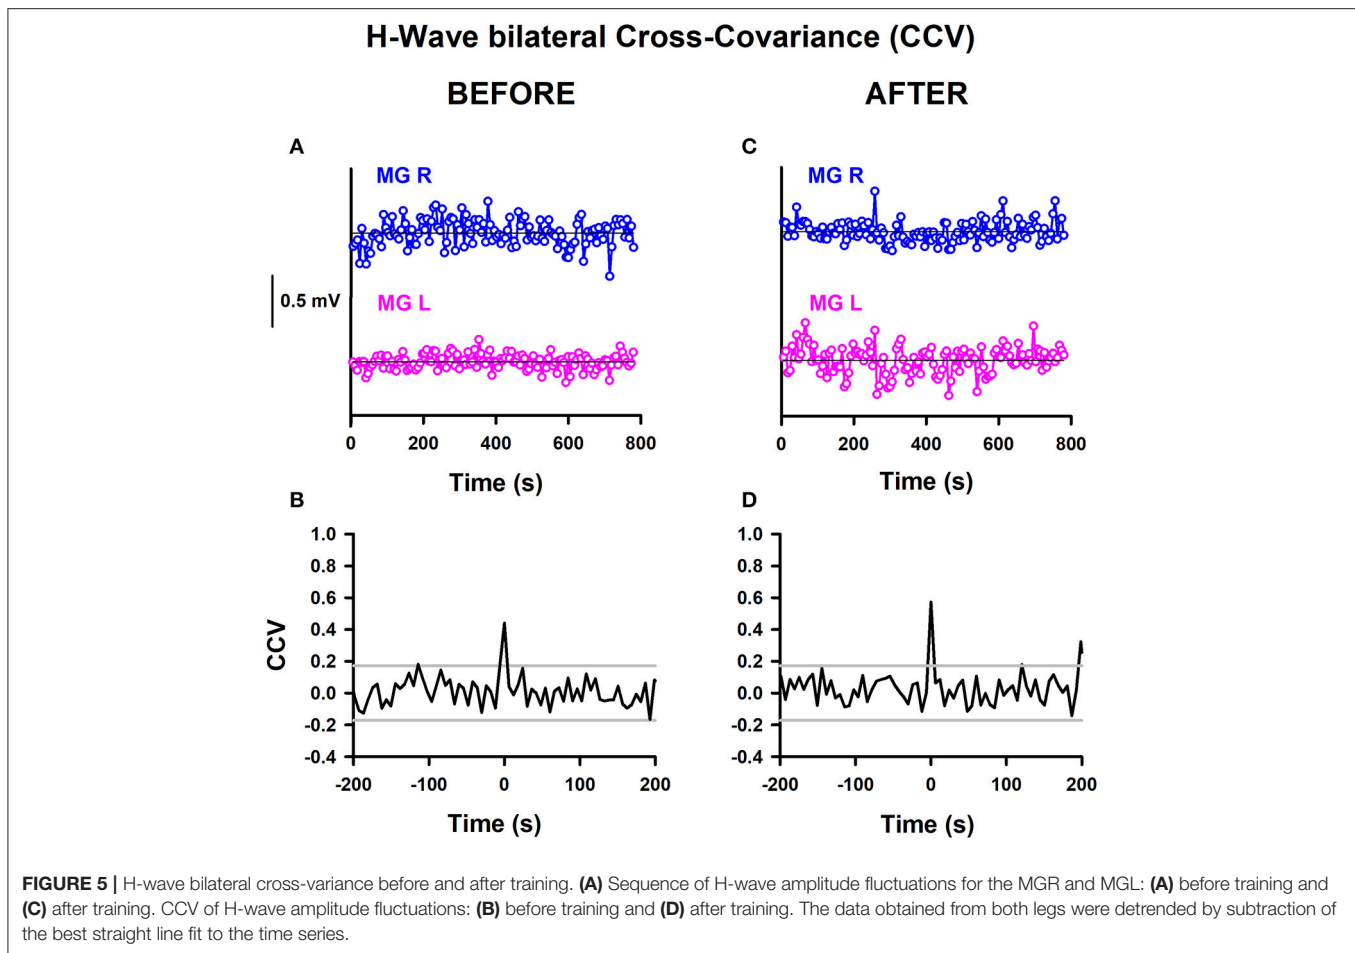 H-Wave bilateral Cross-Covariance (CCV)
BEFORE
AFTER
A
MG R
0.5 mV
MG L
0 200 400 600 800
Time (s)
C
MG R
MG L
0 200 400 600 800
Time (s)
B
1.0
0.8
0.6
0.4
0.2
0.0
-0.2
-0.4
CCV
-200 -100 0 100 200
Time (s)
D
1.0
0.8
0.6
0.4
0.2
0.0
-0.2
-0.4
-200 -100 0 100 200
Time (s)
FIGURE 5 | H-wave bilateral cross-variance before and after training. (A) Sequence of H-wave amplitude fluctuations for the MGR and MGL: (A) before training and
(C) after training. CCV of H-wave amplitude fluctuations: (B) before training and (D) after training. The data obtained from both legs were detrended by subtraction of
the best straight line fit to the time series.